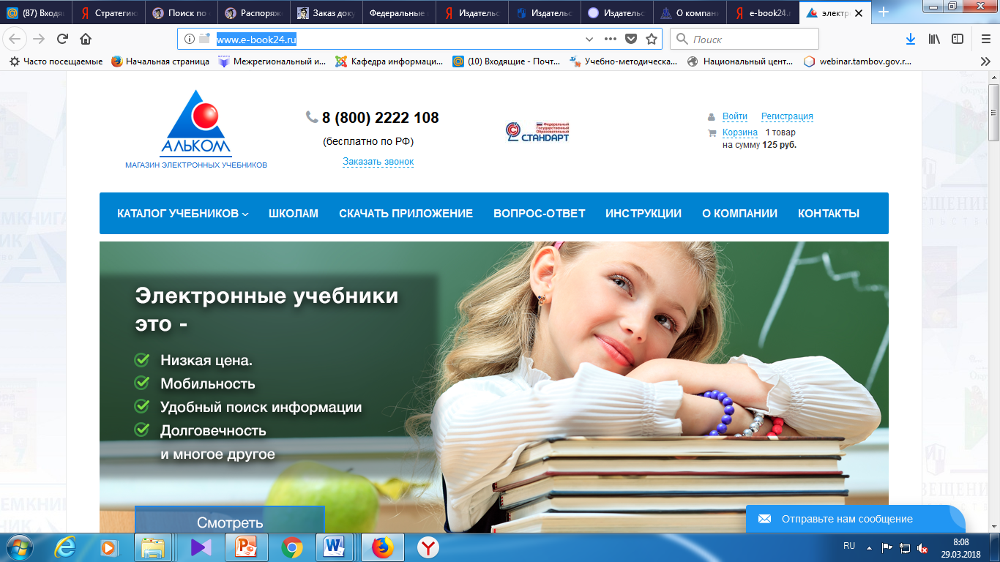 (87) Входя
Стратегию
Поиск по
Распоряж
Заказ доку
Федеральные
Издательс
Издательс
Издательс
О компани
e-book24.r
электр
www.e-book24.ru
Поиск
Часто посещаемые
Начальная страница
Межрегиональный и...
Кафедра информаци...
(10) Входящие - Почт...
Учебно-методическа...
Национальный цент...
webinar.tambov.gov.r...
АЛЬКОМ
МАГАЗИН ЭЛЕКТРОННЫХ УЧЕБНИКОВ
8 (800) 2222 108
(бесплатно по РФ)
Заказать звонок
Федеральный
Государственный
Образовательный
СТАНДАРТ
Войти Регистрация
Корзина 1 товар
на сумму 125 руб.
КАТАЛОГ УЧЕБНИКОВ ШКОЛАМ СКАЧАТЬ ПРИЛОЖЕНИЕ ВОПРОС-ОТВЕТ ИНСТРУКЦИИ О КОМПАНИИ КОНТАКТЫ
Электронные учебники
это -
Низкая цена.
Мобильность
Удобный поиск информации
Долговечность
и многое другое
Смотреть
Отправьте нам сообщение
RU
8:08
29.03.2018